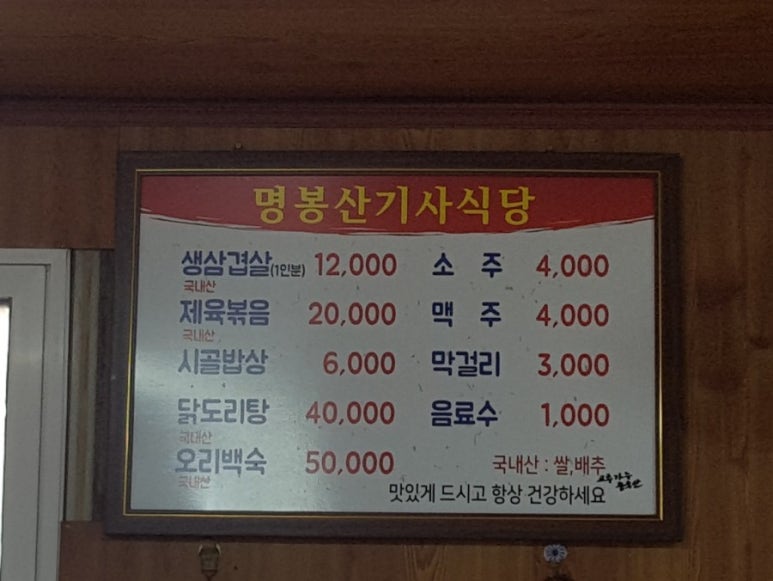 명봉산기사식당
생삼겹살(1인분) 12,000 소 주 4,000
국내산
제육볶음 20,000 맥 주 4,000
국내산
시골밥상 6,000 막걸리 3,000
닭도리탕 40,000 음료수 1,000
국내산
오리백숙 50,000 국내산 : 쌀,배추
국내산
맛있게 드시고 항상 건강하세요